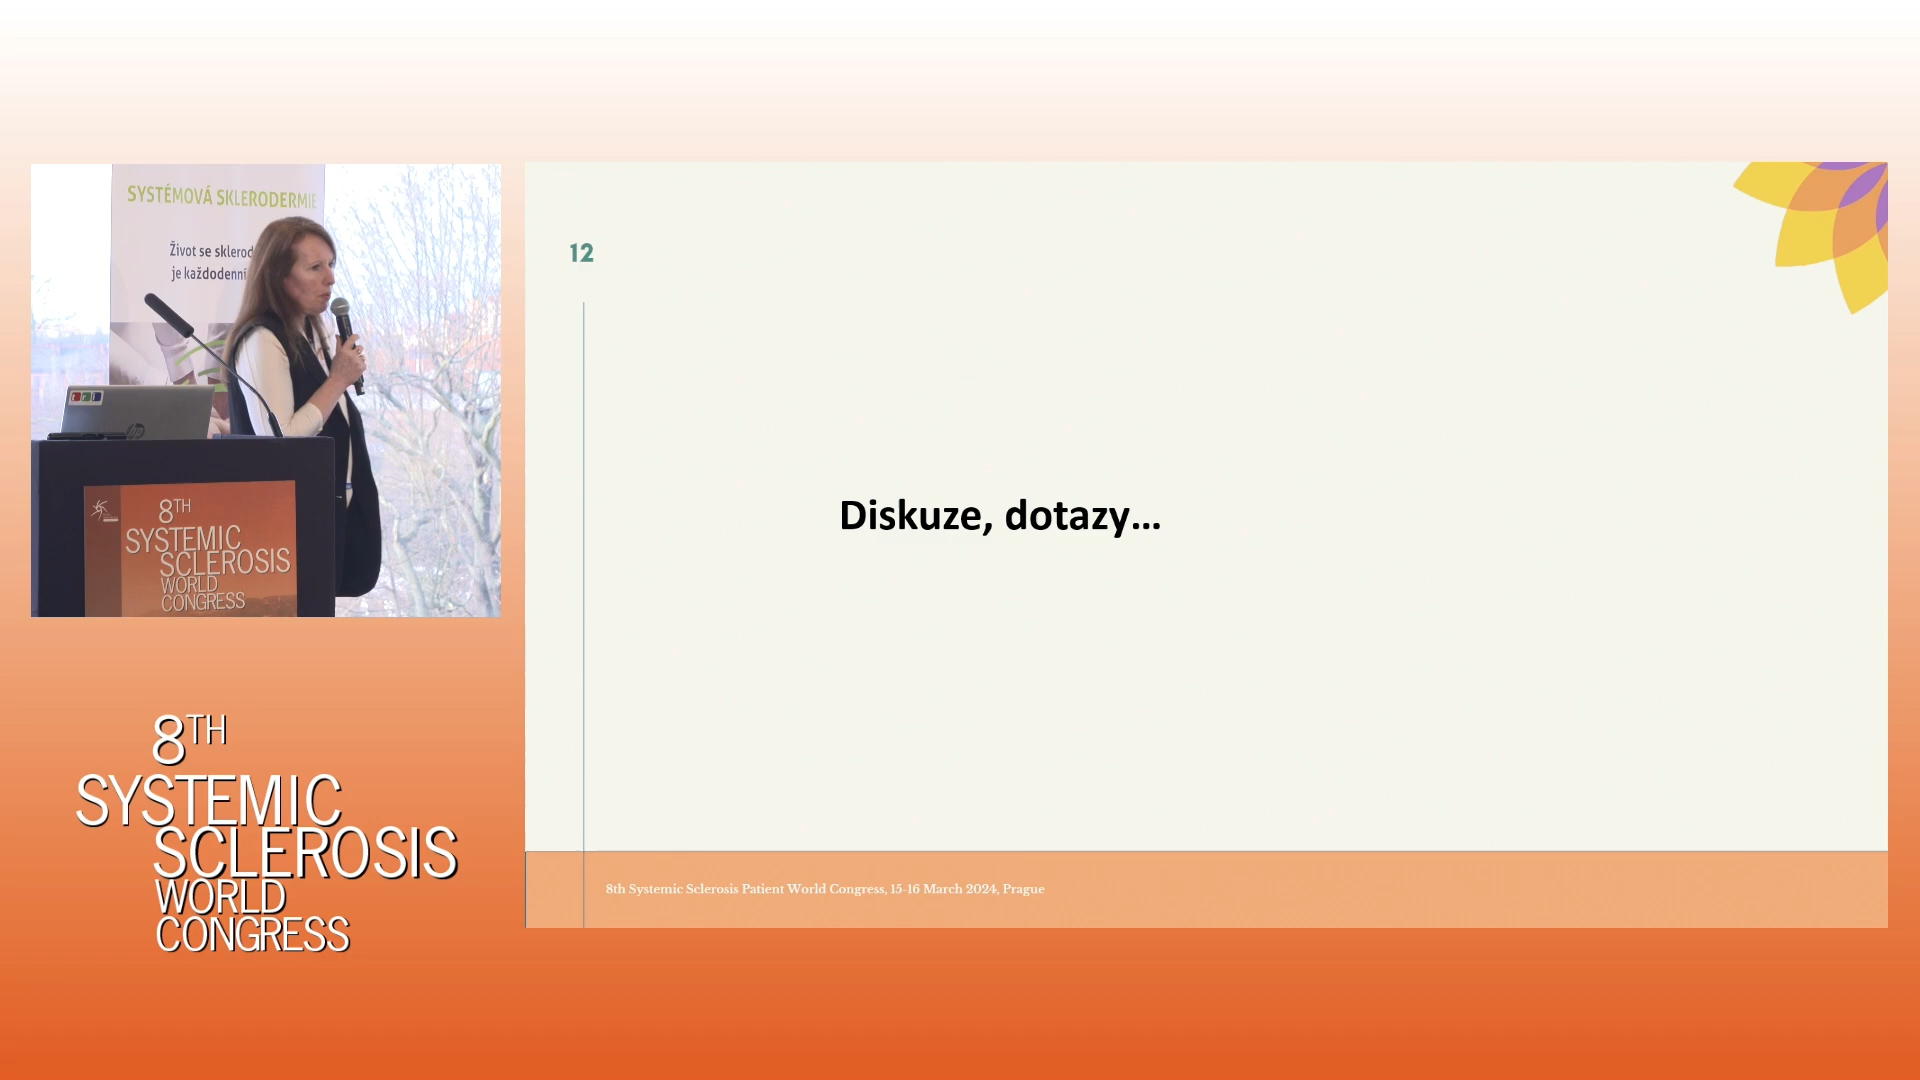 SYSTÉMOVÁ SKLERODERMIE
Život se sklerod
je každodenní
8TH
SYSTEMIC
SCLEROSIS
WORLD
CONGRESS
8TH
SYSTEMIC
SCLEROSIS
WORLD
CONGRESS
12
Diskuze, dotazy...
8th Systemic Sclerosis Patient World Congress, 15-16 March 2024, Prague